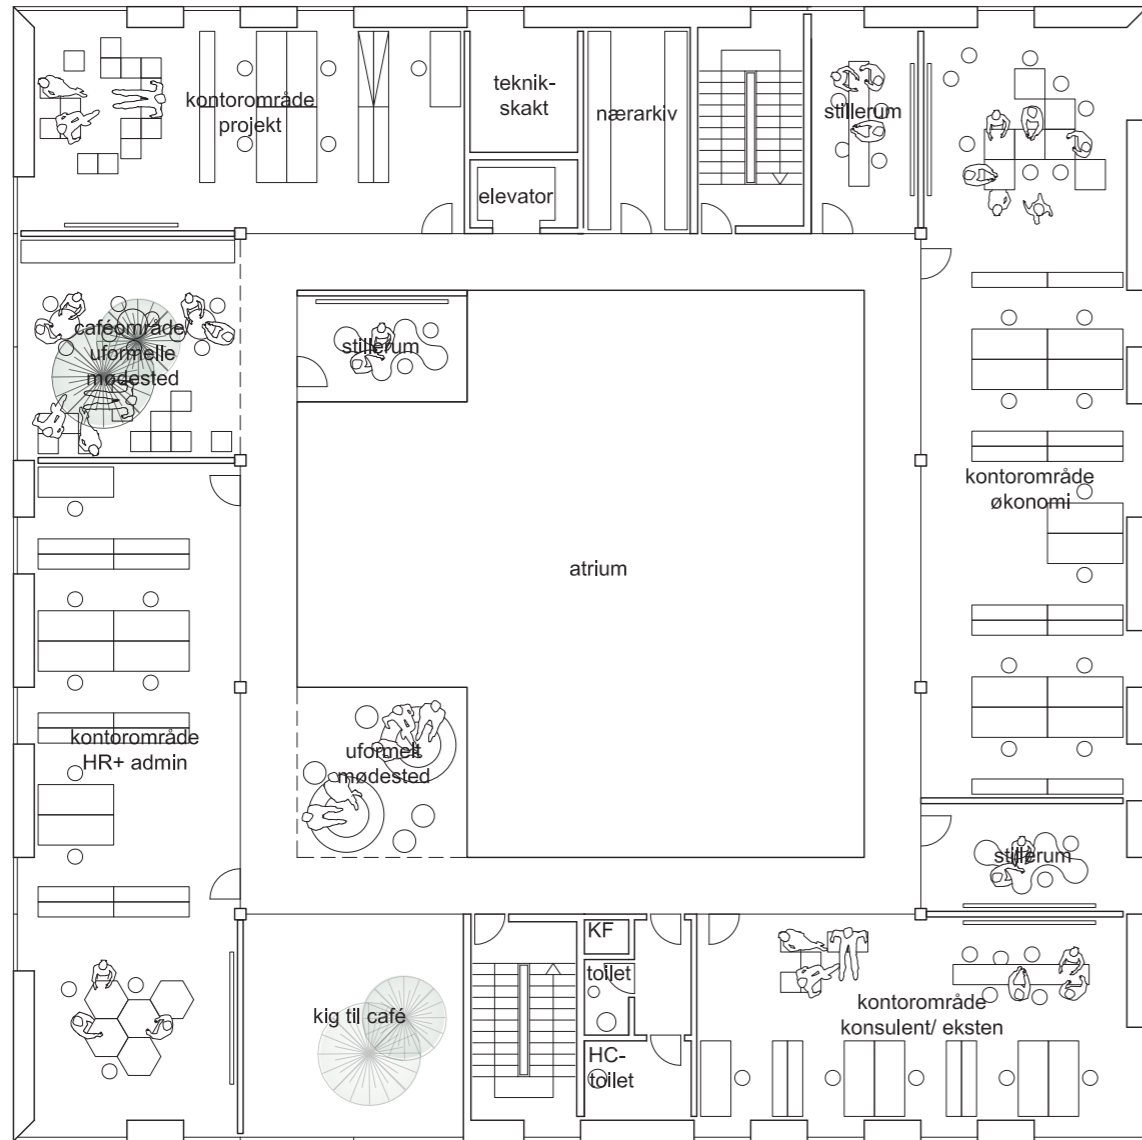 kontorområde
projekt
teknik-
skakt
nærarkiv
stillerum
elevator
caféområde
uformelle
mødested
stillerum
kontorområde
økonomi
atrium
kontorområde
HR+ admin
uformelt
mødested
stillerum
KF
toilet
kig til café
kontorområde
konsulent/ eksten
HC-
toilet